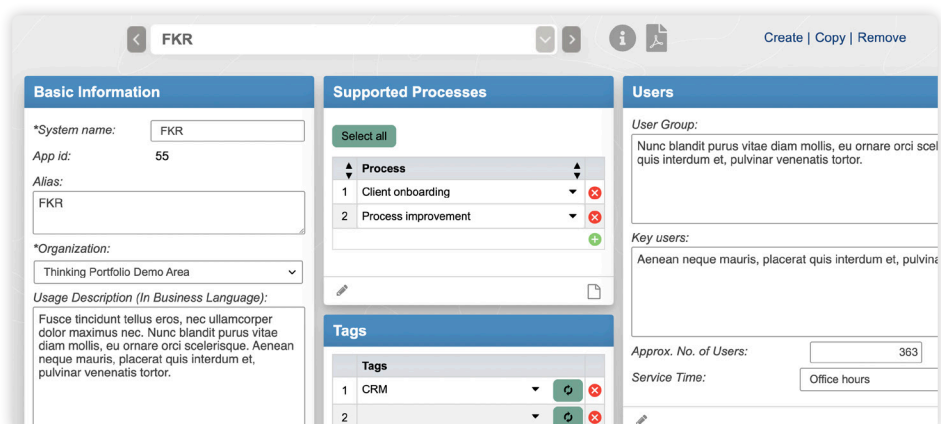 FKR
Create | Copy | Remove
Basic Information
*System name: FKR
App id: 55
Alias:
FKR
*Organization:
Thinking Portfolio Demo Area
Usage Description (In Business Language):
Fusce tincidunt tellus eros, nec ullamcorper
dolor maximus nec. Nunc blandit purus vitae
diam mollis, eu ornare orci scelerisque. Aenean
neque mauris, placerat quis interdum et,
pulvinar venenatis tortor.
Supported Processes
Select all
Process
1 Client onboarding
2 Process improvement
Tags
Tags
1 CRM
2
Users
User Group:
Nunc blandit purus vitae diam mollis, eu ornare orci scel
quis interdum et, pulvinar venenatis tortor.
Key users:
Aenean neque mauris, placerat quis interdum et, pulvina
Approx. No. of Users: 363
Service Time: Office hours